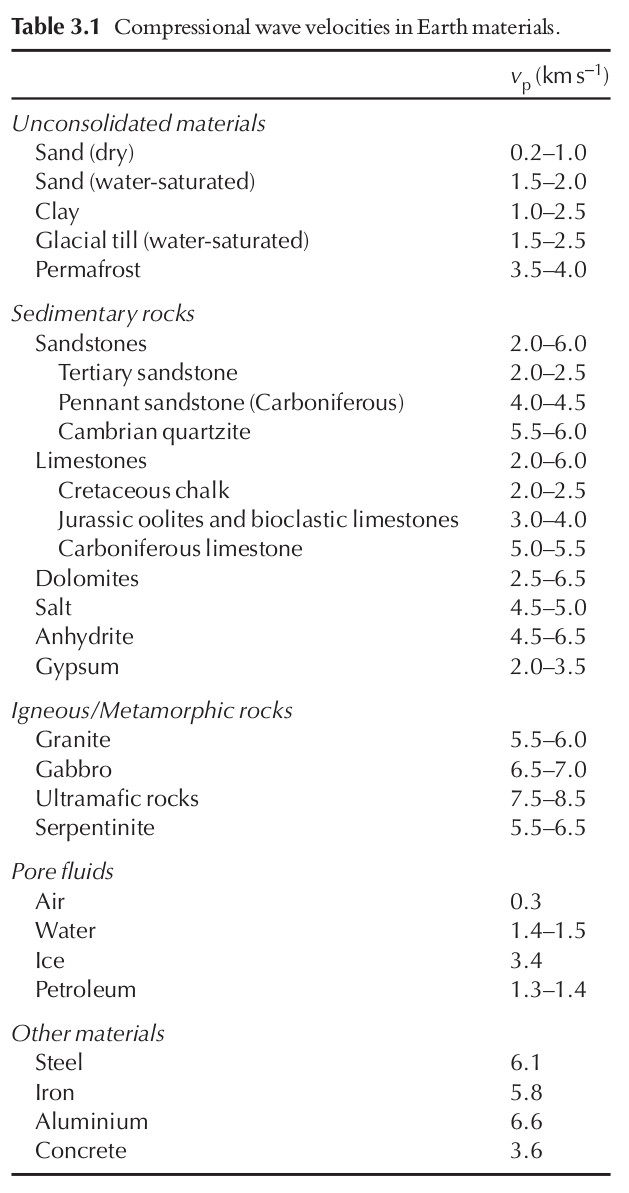 Table 3.1 Compressional wave velocities in Earth materials.
vp (km s–1)
Unconsolidated materials
Sand (dry) 0.2–1.0
Sand (water-saturated) 1.5–2.0
Clay 1.0–2.5
Glacial till (water-saturated) 1.5–2.5
Permafrost 3.5–4.0
Sedimentary rocks
Sandstones 2.0–6.0
Tertiary sandstone 2.0–2.5
Pennant sandstone (Carboniferous) 4.0–4.5
Cambrian quartzite 5.5–6.0
Limestones 2.0–6.0
Cretaceous chalk 2.0–2.5
Jurassic oolites and bioclastic limestones 3.0–4.0
Carboniferous limestone 5.0–5.5
Dolomites 2.5–6.5
Salt 4.5–5.0
Anhydrite 4.5–6.5
Gypsum 2.0–3.5
Igneous/Metamorphic rocks
Granite 5.5–6.0
Gabbro 6.5–7.0
Ultramafic rocks 7.5–8.5
Serpentinite 5.5–6.5
Pore fluids
Air 0.3
Water 1.4–1.5
Ice 3.4
Petroleum 1.3–1.4
Other materials
Steel 6.1
Iron 5.8
Aluminium 6.6
Concrete 3.6